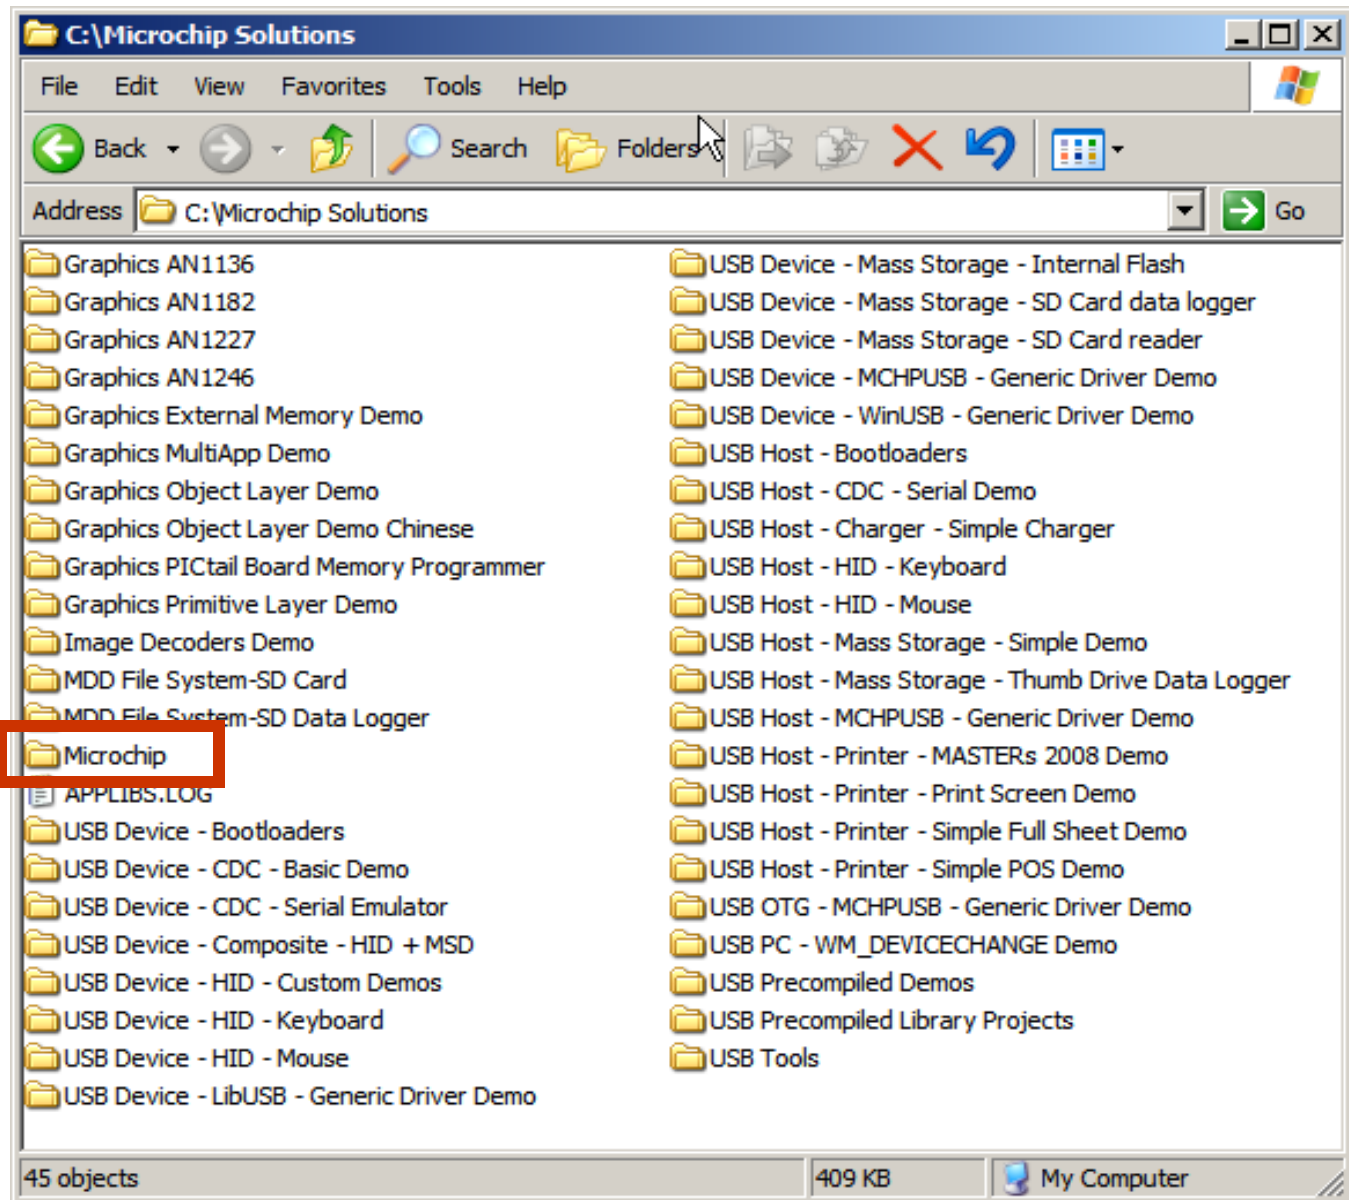 C:\Microchip Solutions
File Edit View Favorites Tools Help
Back Search Folders
Address C:\Microchip Solutions Go
Graphics AN1136
Graphics AN1182
Graphics AN1227
Graphics AN1246
Graphics External Memory Demo
Graphics MultiApp Demo
Graphics Object Layer Demo
Graphics Object Layer Demo Chinese
Graphics PICtail Board Memory Programmer
Graphics Primitive Layer Demo
Image Decoders Demo
MDD File System-SD Card
MDD File System-SD Data Logger
Microchip
APPLIBS.LOG
USB Device - Bootloaders
USB Device - CDC - Basic Demo
USB Device - CDC - Serial Emulator
USB Device - Composite - HID + MSD
USB Device - HID - Custom Demos
USB Device - HID - Keyboard
USB Device - HID - Mouse
USB Device - LibUSB - Generic Driver Demo
USB Device - Mass Storage - Internal Flash
USB Device - Mass Storage - SD Card data logger
USB Device - Mass Storage - SD Card reader
USB Device - MCHPUSB - Generic Driver Demo
USB Device - WinUSB - Generic Driver Demo
USB Host - Bootloaders
USB Host - CDC - Serial Demo
USB Host - Charger - Simple Charger
USB Host - HID - Keyboard
USB Host - HID - Mouse
USB Host - Mass Storage - Simple Demo
USB Host - Mass Storage - Thumb Drive Data Logger
USB Host - MCHPUSB - Generic Driver Demo
USB Host - Printer - MASTERs 2008 Demo
USB Host - Printer - Print Screen Demo
USB Host - Printer - Simple Full Sheet Demo
USB Host - Printer - Simple POS Demo
USB OTG - MCHPUSB - Generic Driver Demo
USB PC - WM_DEVICECHANGE Demo
USB Precompiled Demos
USB Precompiled Library Projects
USB Tools
45 objects 409 KB My Computer